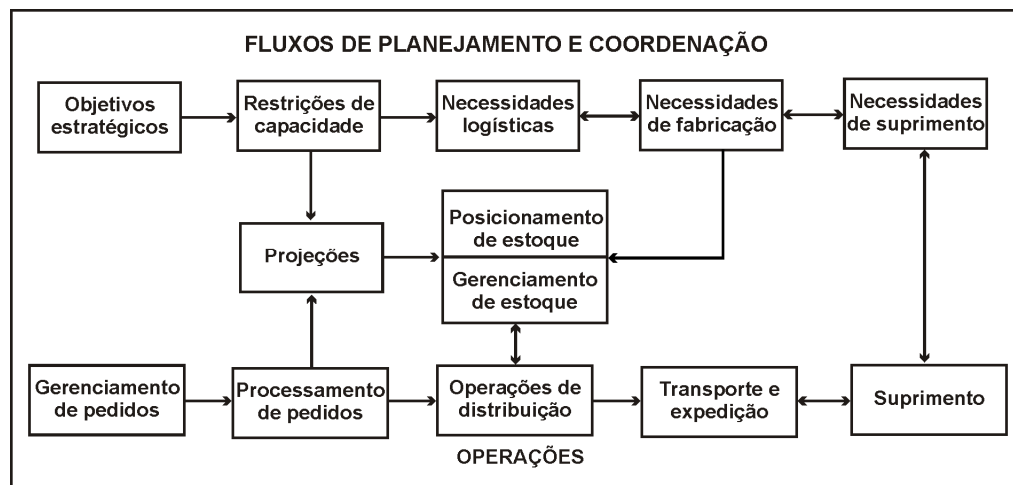 FLUXOS DE PLANEJAMENTO E COORDENAÇÃO
Objetivos
estratégicos
Restrições de
capacidade
Necessidades
logísticas
Necessidades
de fabricação
Necessidades
de suprimento
Projeções
Posicionamento
de estoque
Gerenciamento
de estoque
Gerenciamento
de pedidos
Processamento
de pedidos
Operações de
distribuição
Transporte e
expedição
Suprimento
OPERAÇÕES